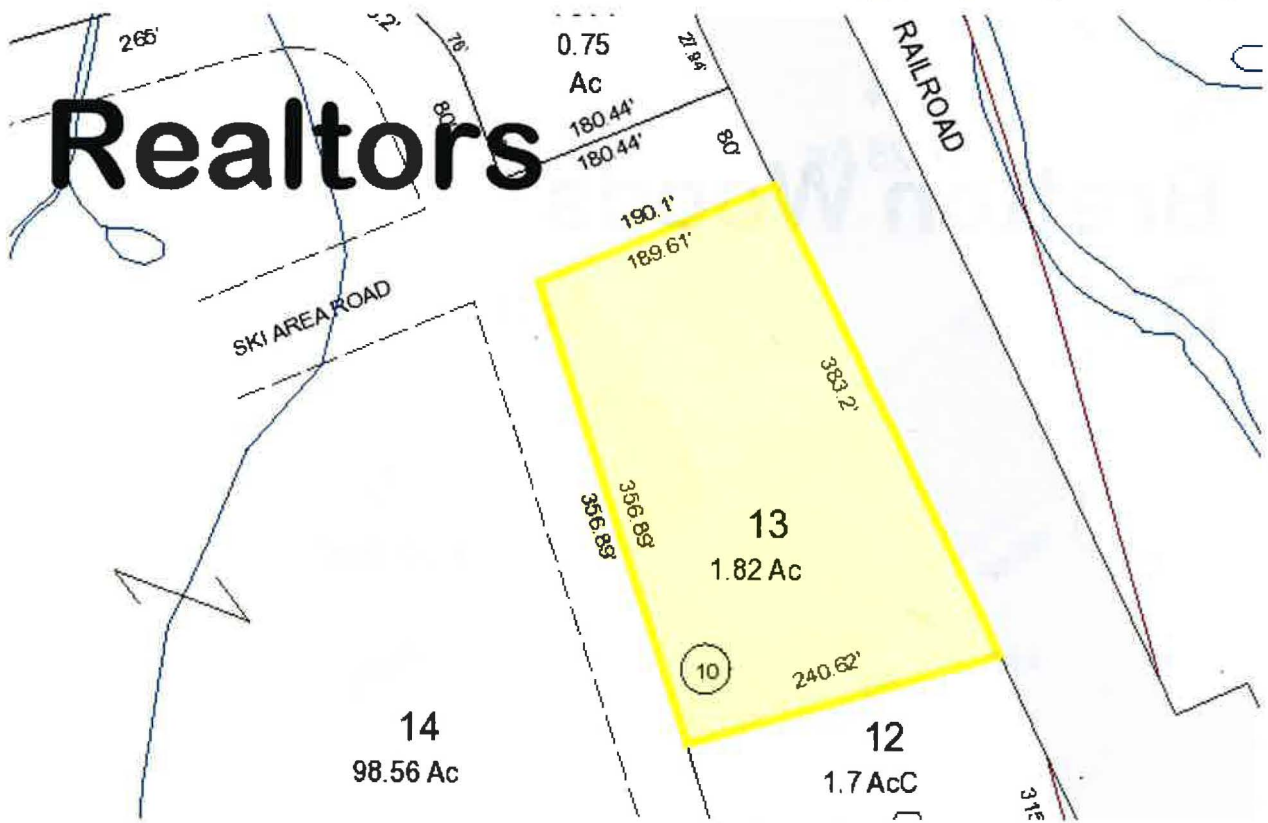 265'
76'
0.75
Ac
27.94'
RAILROAD
Realtors
80'
180.44'
180.44'
80'
190.1'
189.61'
SKI AREA ROAD
383.2'
356.89'
356.89'
13
1.82 Ac
10
240.62'
14
98.56 Ac
12
1.7 AcC
315